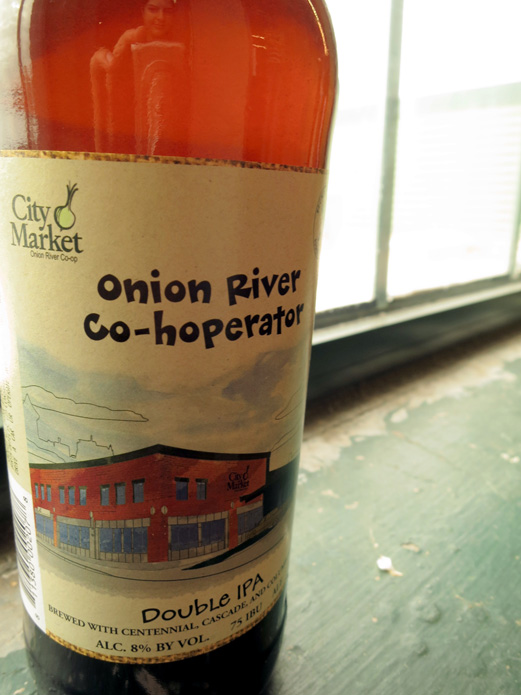 City
Market
Onion River Co-op
Onion River
Co-hoperator
City
Market
Double IPA
BREWED WITH CENTENNIAL, CASCADE, AND
75 IBU
ALC. 8% BY VOL.